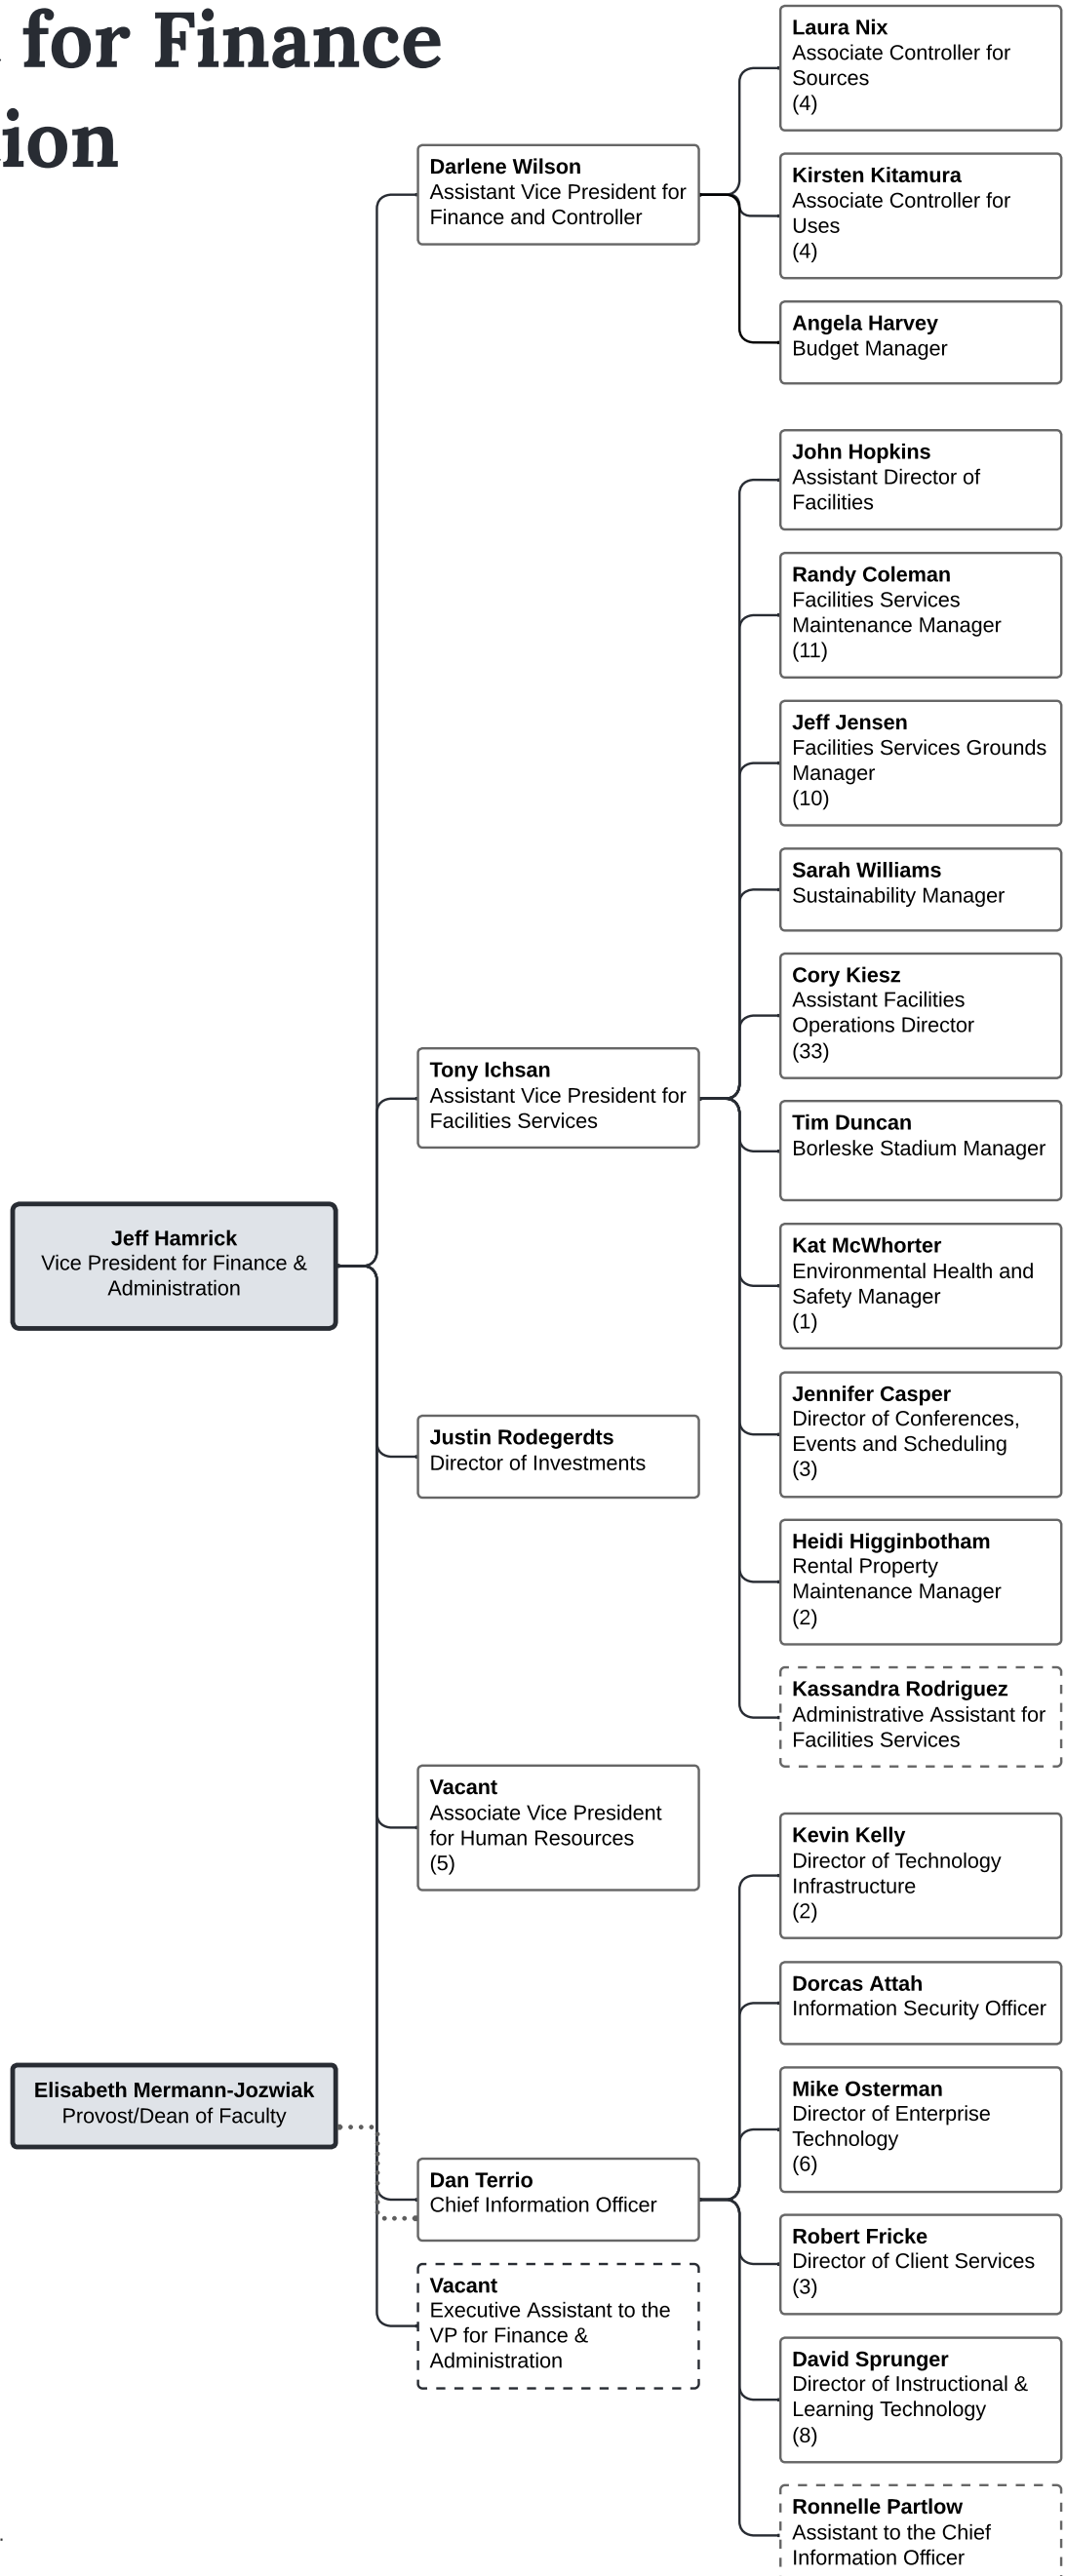 for Finance
ion
Laura Nix
Associate Controller for
Sources
(4)
Darlene Wilson
Assistant Vice President for
Finance and Controller
Kirsten Kitamura
Associate Controller for
Uses
(4)
Angela Harvey
Budget Manager
John Hopkins
Assistant Director of
Facilities
Randy Coleman
Facilities Services
Maintenance Manager
(11)
Jeff Jensen
Facilities Services Grounds
Manager
(10)
Sarah Williams
Sustainability Manager
Cory Kiesz
Assistant Facilities
Operations Director
(33)
Tony Ichsan
Assistant Vice President for
Facilities Services
Tim Duncan
Borleske Stadium Manager
Jeff Hamrick
Vice President for Finance &
Administration
Kat McWhorter
Environmental Health and
Safety Manager
(1)
Jennifer Casper
Director of Conferences,
Events and Scheduling
(3)
Justin Rodegerdts
Director of Investments
Heidi Higginbotham
Rental Property
Maintenance Manager
(2)
Kassandra Rodriguez
Administrative Assistant for
Facilities Services
Vacant
Associate Vice President
for Human Resources
(5)
Kevin Kelly
Director of Technology
Infrastructure
(2)
Dorcas Attah
Information Security Officer
Elisabeth Mermann-Jozwiak
Provost/Dean of Faculty
Mike Osterman
Director of Enterprise
Technology
(6)
Dan Terrio
Chief Information Officer
Robert Fricke
Director of Client Services
(3)
Vacant
Executive Assistant to the
VP for Finance &
Administration
David Sprunger
Director of Instructional &
Learning Technology
(8)
Ronnelle Partlow
Assistant to the Chief
Information Officer